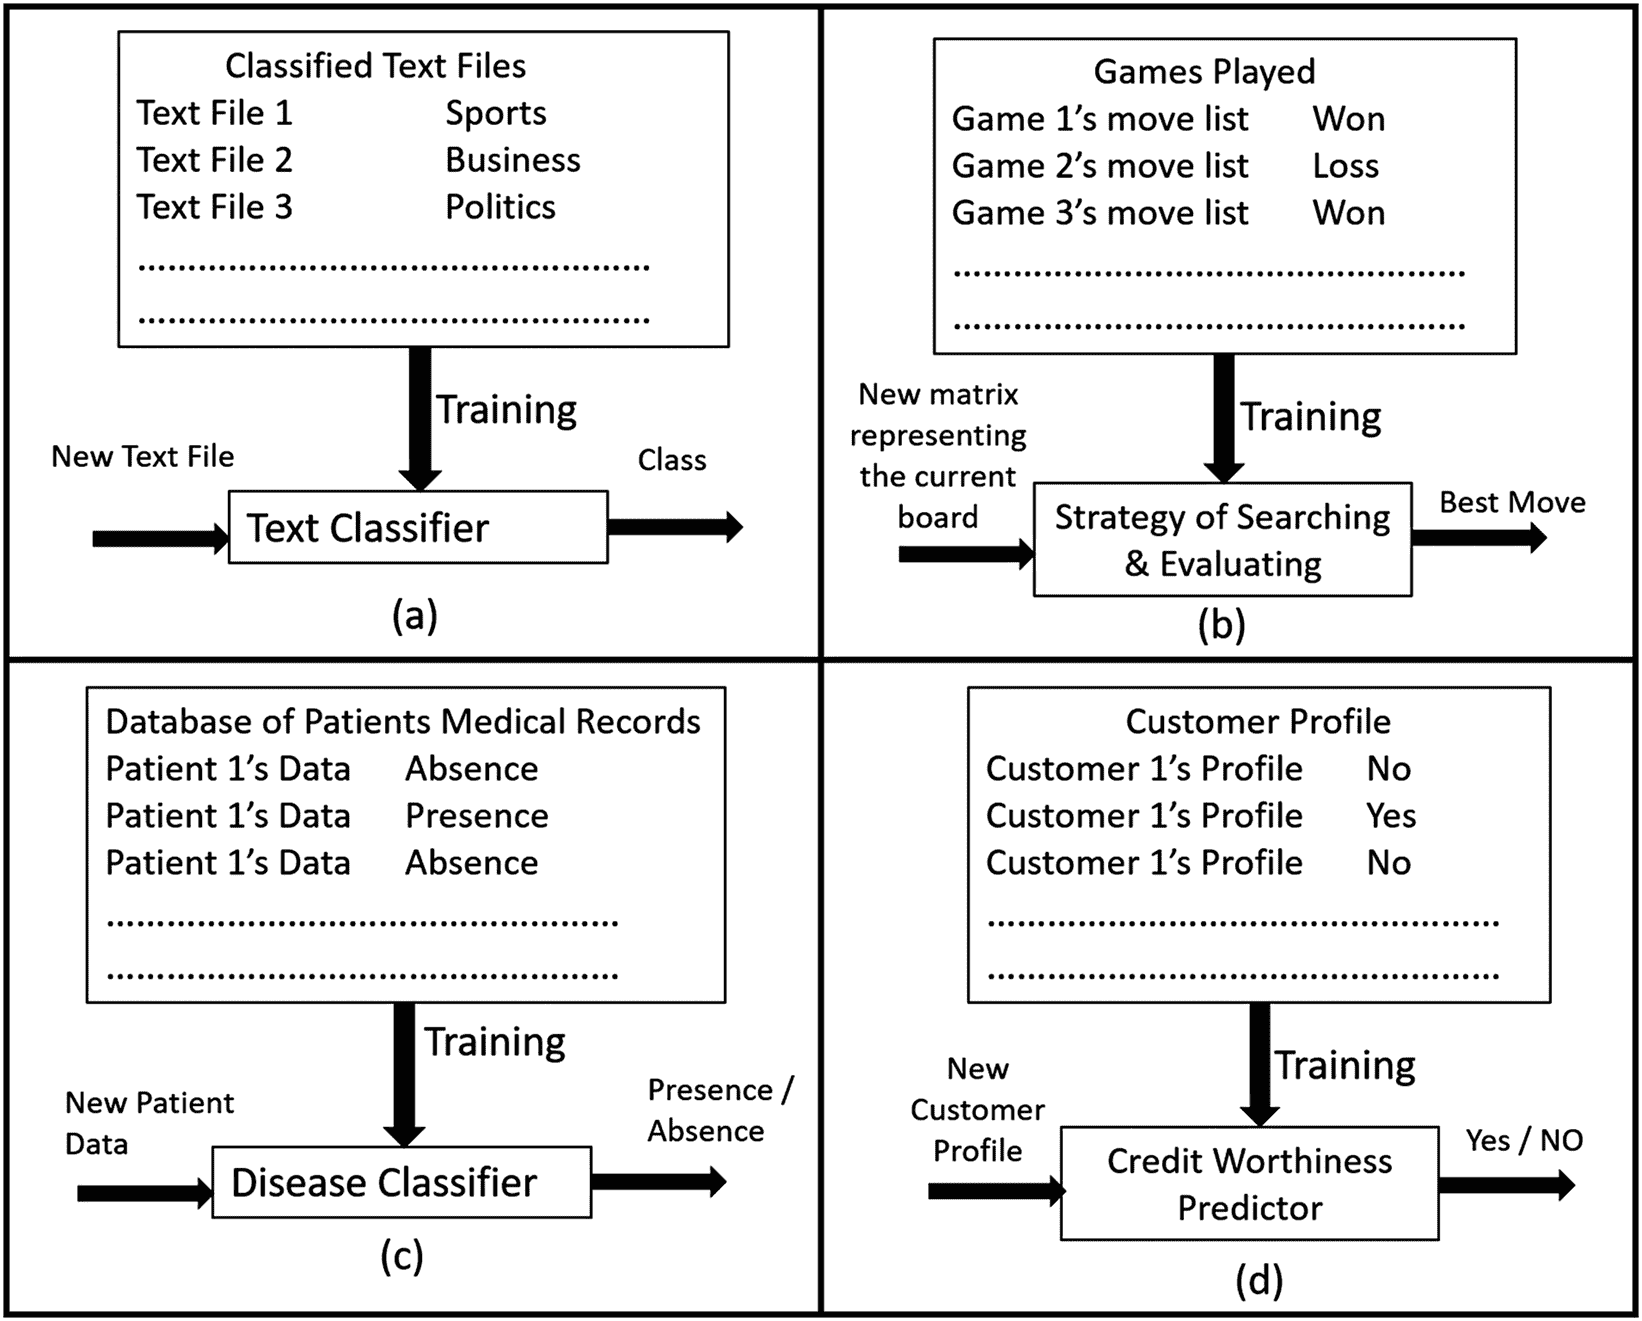 Classified Text Files
Text File 1 Sports
Text File 2 Business
Text File 3 Politics
......................................................
......................................................
Training
New Text File
Class
Text Classifier
(a)
Games Played
Game 1’s move list Won
Game 2’s move list Loss
Game 3’s move list Won
......................................................
......................................................
Training
New matrix
representing
the current
board
Strategy of Searching
& Evaluating
Best Move
(b)
Database of Patients Medical Records
Patient 1’s Data Absence
Patient 1’s Data Presence
Patient 1’s Data Absence
......................................................
......................................................
Training
New Patient
Data
Presence /
Absence
Disease Classifier
(c)
Customer Profile
Customer 1’s Profile No
Customer 1’s Profile Yes
Customer 1’s Profile No
......................................................
......................................................
Training
New
Customer
Profile
Yes / NO
Credit Worthiness
Predictor
(d)